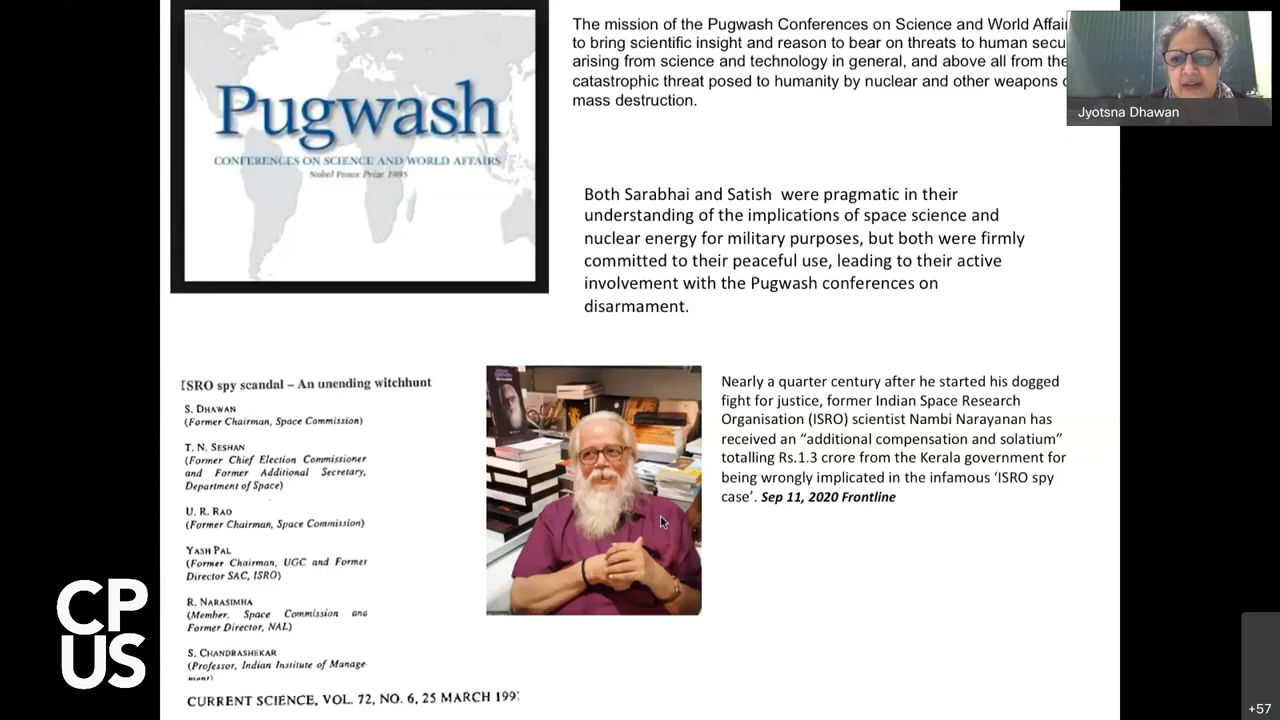 Pugwash
CONFERENCES ON SCIENCE AND WORLD AFFAIRS
Nobel Peace Prize 1995
The mission of the Pugwash Conferences on Science and World Affair
to bring scientific insight and reason to bear on threats to human secu
arising from science and technology in general, and above all from the
catastrophic threat posed to humanity by nuclear and other weapons
mass destruction.
Jyotsna Dhawan
Both Sarabhai and Satish were pragmatic in their
understanding of the implications of space science and
nuclear energy for military purposes, but both were firmly
committed to their peaceful use, leading to their active
involvement with the Pugwash conferences on
disarmament.
ISRO spy scandal – An unending witchhunt
S. DHAWAN
(Former Chairman, Space Commission)
T. N. SESHAN
(Former Chief Election Commissioner
and Former Additional Secretary,
Department of Space)
U. R. RAO
(Former Chairman, Space Commission)
YASH PAL
(Former Chairman, UGC and Former
Director SAC, ISRO)
R. NARASIMHA
(Member, Space Commission and
Former Director, NAL)
S. CHANDRASHEKAR
(Professor, Indian Institute of Manage-
ment)
CURRENT SCIENCE, VOL. 72, NO. 6, 25 MARCH 199
Nearly a quarter century after he started his dogged
fight for justice, former Indian Space Research
Organisation (ISRO) scientist Nambi Narayanan has
received an “additional compensation and solatium”
totalling Rs.1.3 crore from the Kerala government for
being wrongly implicated in the infamous ‘ISRO spy
case’. Sep 11, 2020 Frontline
CP
US
+57